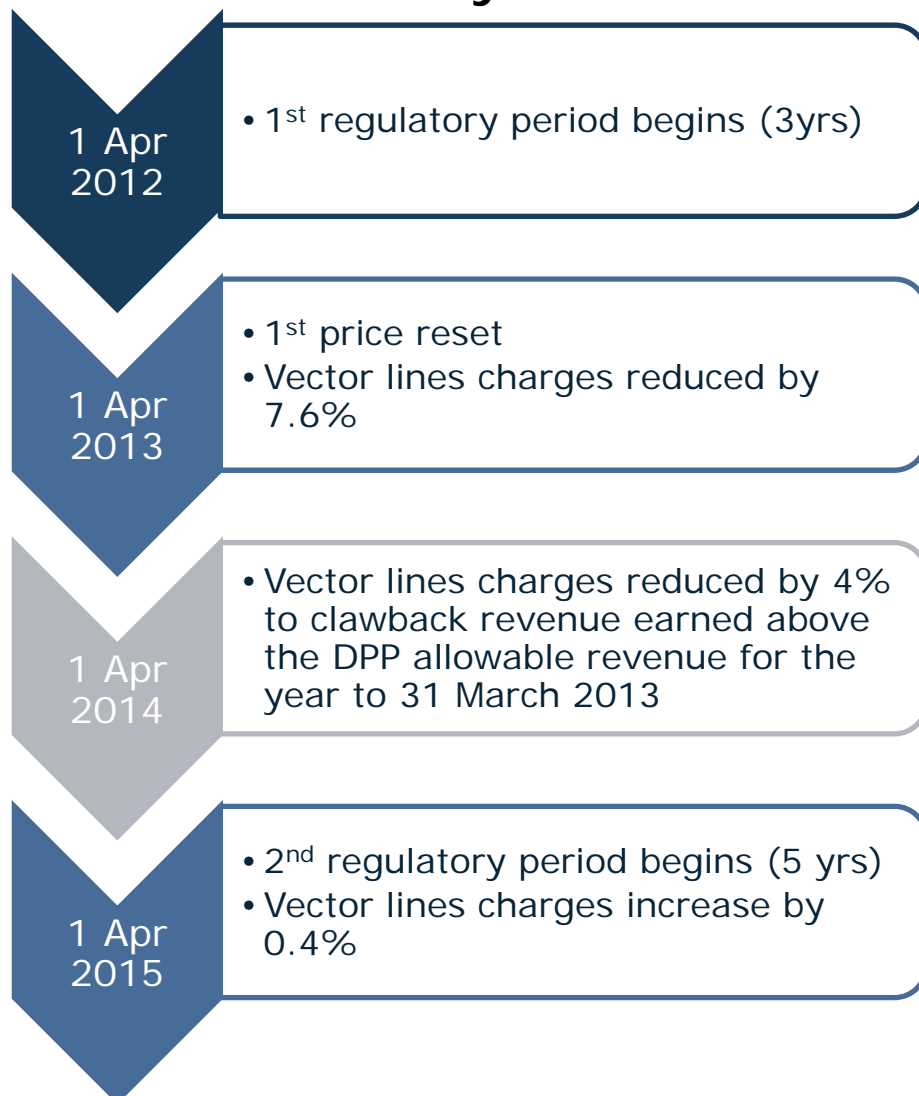 1 Apr
2012
• 1st regulatory period begins (3yrs)
1 Apr
2013
• 1st price reset
• Vector lines charges reduced by
7.6%
1 Apr
2014
• Vector lines charges reduced by 4%
to clawback revenue earned above
the DPP allowable revenue for the
year to 31 March 2013
1 Apr
2015
• 2nd regulatory period begins (5 yrs)
• Vector lines charges increase by
0.4%